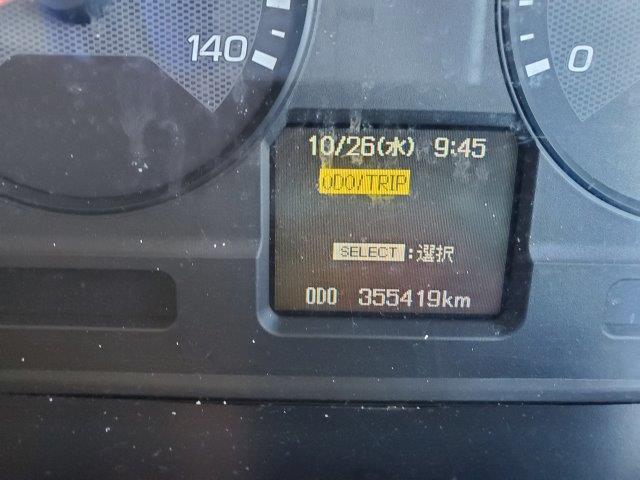 140
0
10/26(水) 9:45
ODO/TRIP
SELECT:選択
ODO 355419km